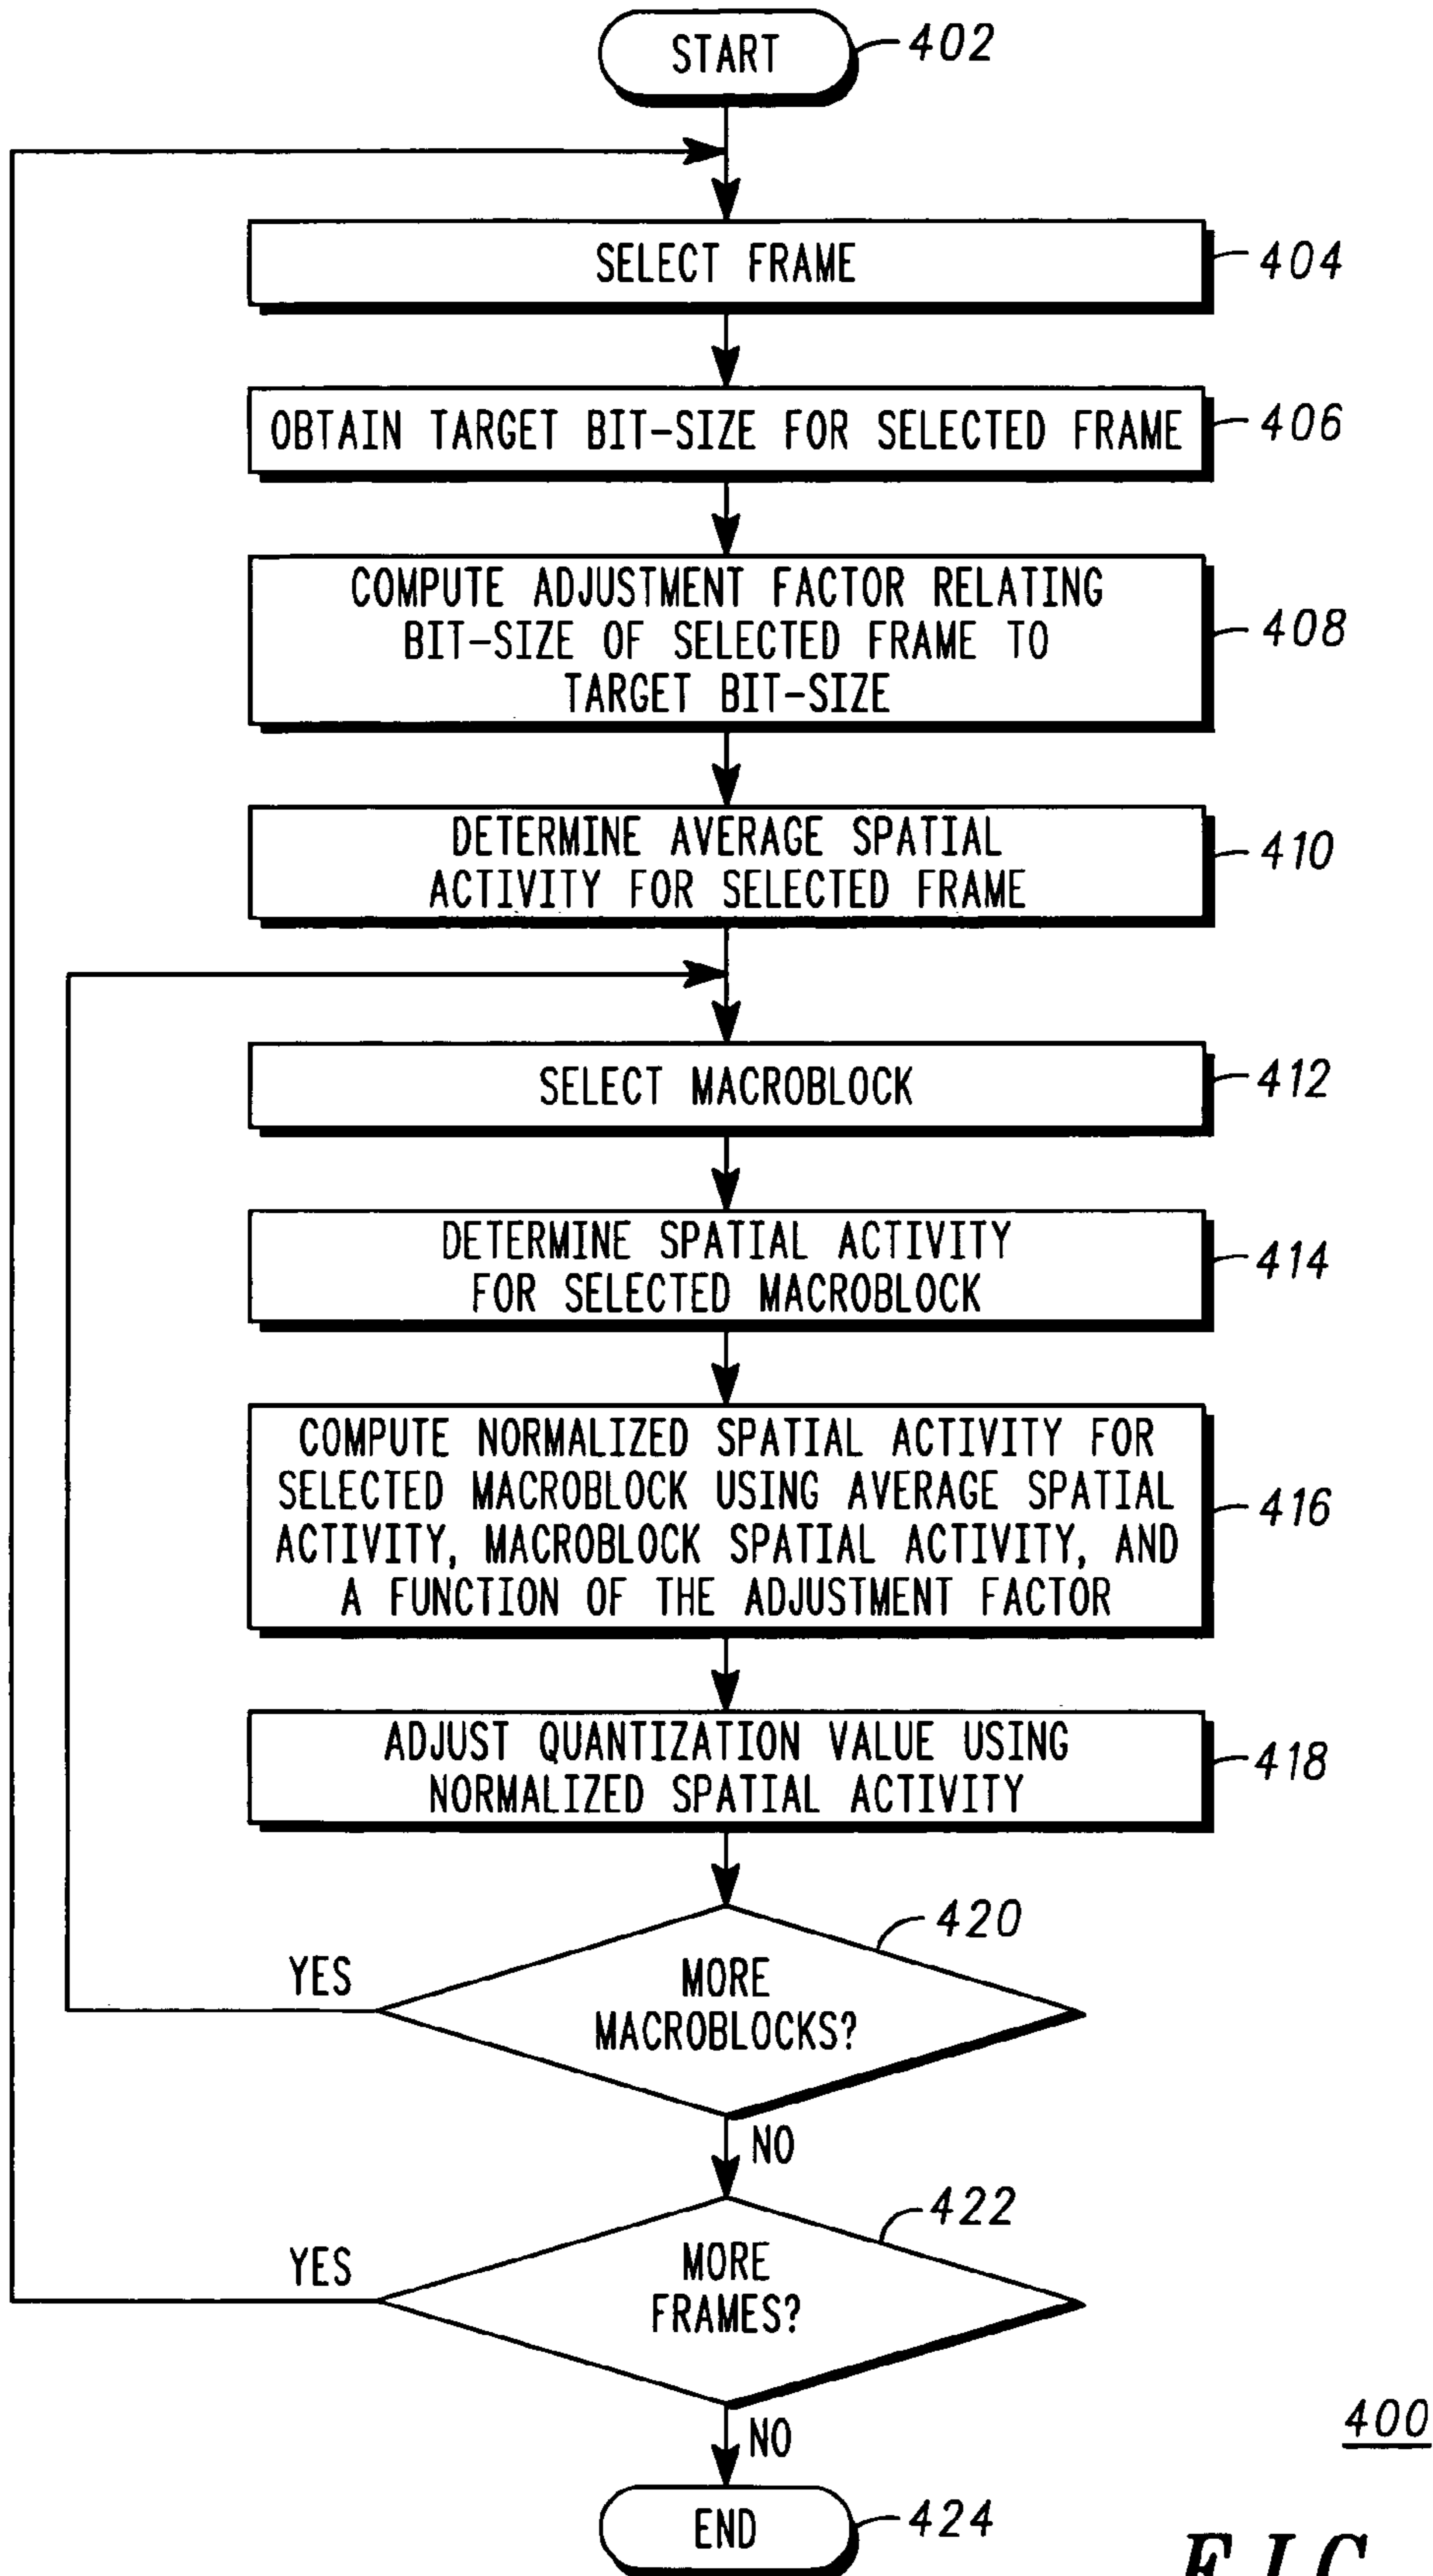 START
402
SELECT FRAME
404
OBTAIN TARGET BIT-SIZE FOR SELECTED FRAME
406
COMPUTE ADJUSTMENT FACTOR RELATING
BIT-SIZE OF SELECTED FRAME TO
TARGET BIT-SIZE
408
DETERMINE AVERAGE SPATIAL
ACTIVITY FOR SELECTED FRAME
410
SELECT MACROBLOCK
412
DETERMINE SPATIAL ACTIVITY
FOR SELECTED MACROBLOCK
414
COMPUTE NORMALIZED SPATIAL ACTIVITY FOR
SELECTED MACROBLOCK USING AVERAGE SPATIAL
ACTIVITY, MACROBLOCK SPATIAL ACTIVITY, AND
A FUNCTION OF THE ADJUSTMENT FACTOR
416
ADJUST QUANTIZATION VALUE USING
NORMALIZED SPATIAL ACTIVITY
418
420
YES
MORE
MACROBLOCKS?
NO
422
YES
MORE
FRAMES?
NO
400
END
424